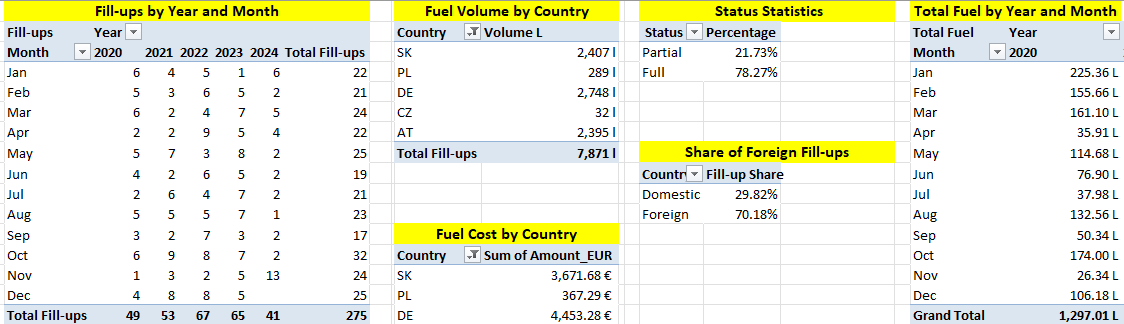 Fill-ups by Year and Month
Fill-ups Year
Month 2020 2021 2022 2023 2024 Total Fill-ups
Jan 6 4 5 1 6 22
Feb 5 3 6 5 2 21
Mar 6 2 4 7 5 24
Apr 2 2 9 5 4 22
May 5 7 3 8 2 25
Jun 4 2 6 5 2 19
Jul 2 6 4 7 2 21
Aug 5 5 5 7 1 23
Sep 3 2 7 3 2 17
Oct 6 9 8 7 2 32
Nov 1 3 2 5 13 24
Dec 4 8 8 5 25
Total Fill-ups 49 53 67 65 41 275
Fuel Volume by Country
Country Volume L
SK 2,407 l
PL 289 l
DE 2,748 l
CZ 32 l
AT 2,395 l
Total Fill-ups 7,871 l
Fuel Cost by Country
Country Sum of Amount_EUR
SK 3,671.68 €
PL 367.29 €
DE 4,453.28 €
Status Statistics
Status Percentage
Partial 21.73%
Full 78.27%
Share of Foreign Fill-ups
Country Fill-up Share
Domestic 29.82%
Foreign 70.18%
Total Fuel by Year and Month
Total Fuel Year
Month 2020
Jan 225.36 L
Feb 155.66 L
Mar 161.10 L
Apr 35.91 L
May 114.68 L
Jun 76.90 L
Jul 37.98 L
Aug 132.56 L
Sep 50.34 L
Oct 174.00 L
Nov 26.34 L
Dec 106.18 L
Grand Total 1,297.01 L